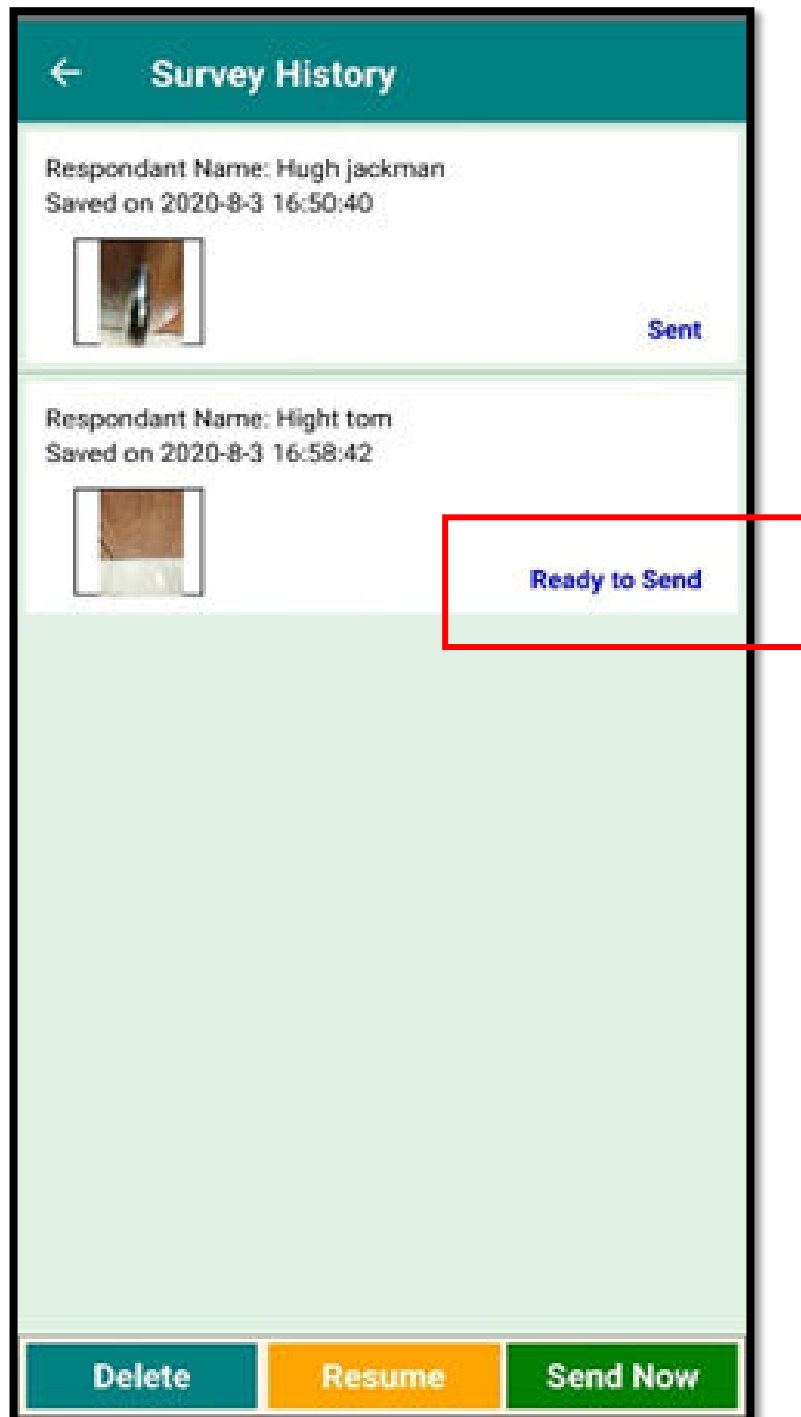 Survey History
Respondant Name: Hugh jackman
Saved on 2020-8-3 16:50:40
Sent
Respondant Name: Hight tom
Saved on 2020-8-3 16:58:42
Ready to Send
Delete
Resume
Send Now